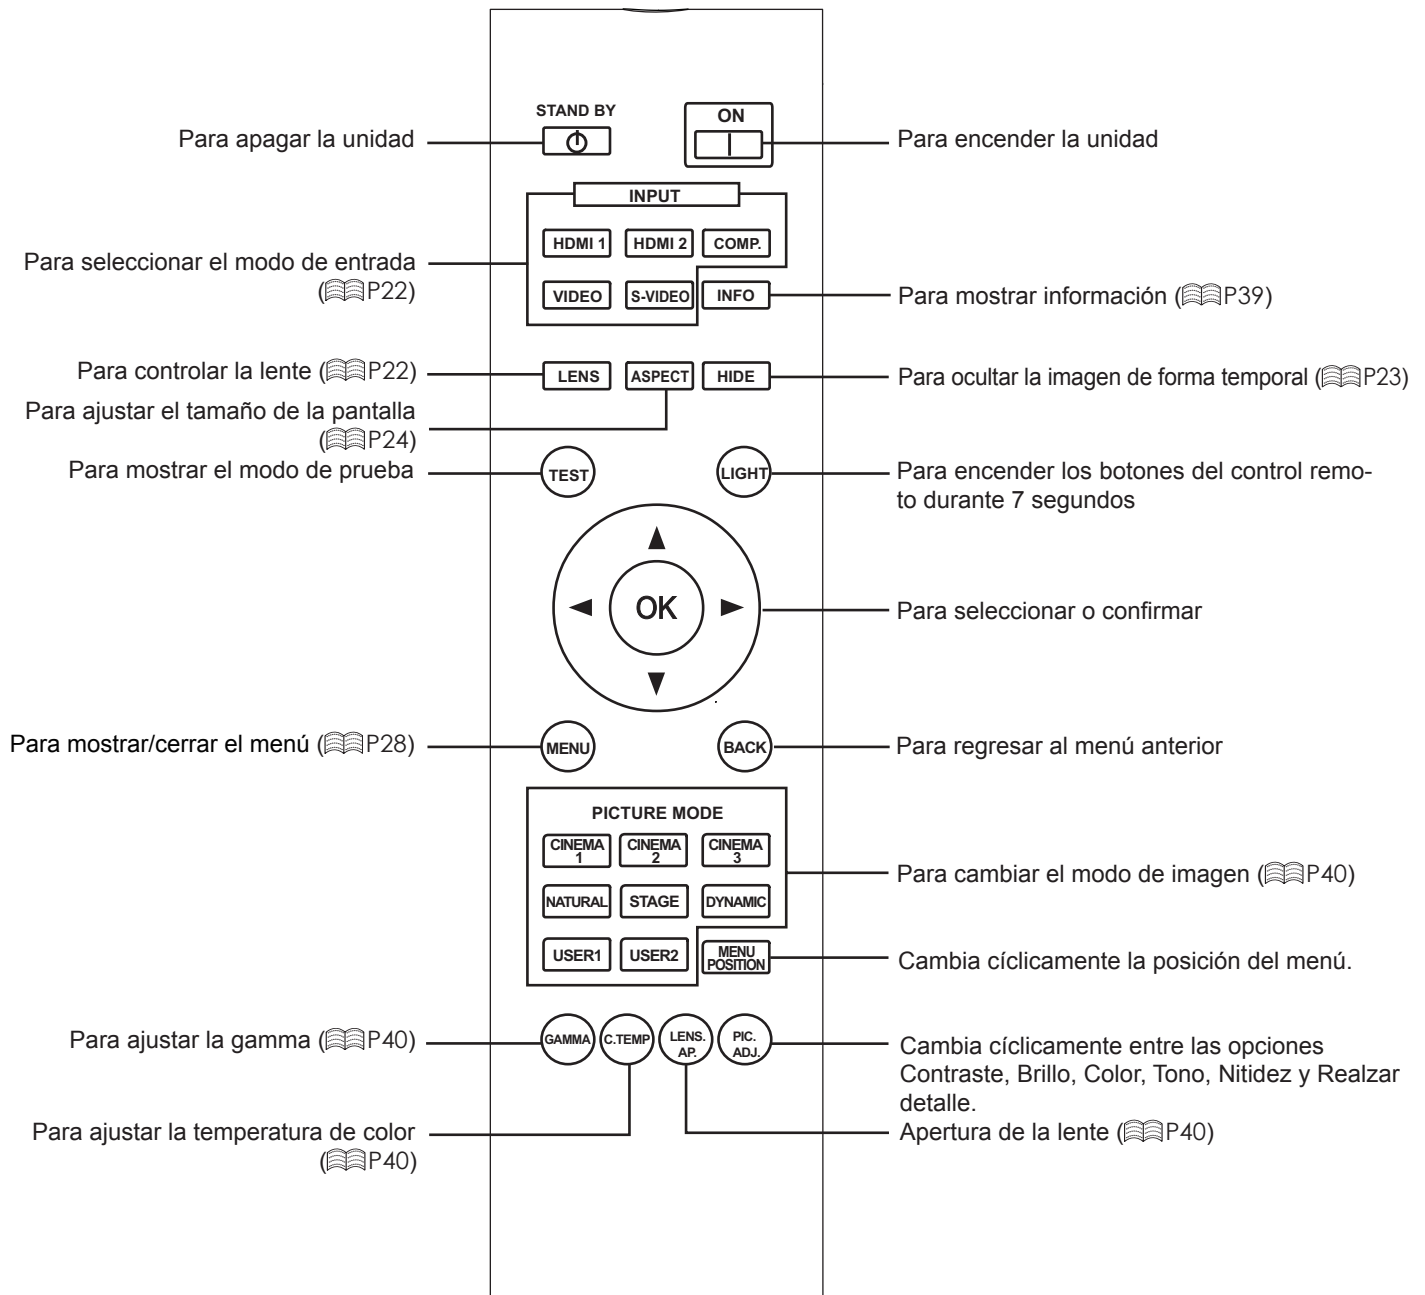 STAND BY
ON
Para apagar la unidad
Para encender la unidad
INPUT
HDMI 1
HDMI 2
COMP.
Para seleccionar el modo de entrada
(P22)
VIDEO
S-VIDEO
INFO
Para mostrar información (P39)
Para controlar la lente (P22)
LENS
ASPECT
HIDE
Para ocultar la imagen de forma temporal (P23)
Para ajustar el tamaño de la pantalla
(P24)
Para mostrar el modo de prueba
TEST
LIGHT
Para encender los botones del control remo-
to durante 7 segundos
OK
Para seleccionar o confirmar
Para mostrar/cerrar el menú (P28)
MENU
BACK
Para regresar al menú anterior
PICTURE MODE
CINEMA
1
CINEMA
2
CINEMA
3
Para cambiar el modo de imagen (P40)
NATURAL
STAGE
DYNAMIC
USER1
USER2
MENU
POSITION
Cambia cíclicamente la posición del menú.
Para ajustar la gamma (P40)
GAMMA
C.TEMP
LENS.
AP.
PIC.
ADJ.
Cambia cíclicamente entre las opciones
Contraste, Brillo, Color, Tono, Nitidez y Realzar
detalle.
Para ajustar la temperatura de color
(P40)
Apertura de la lente (P40)